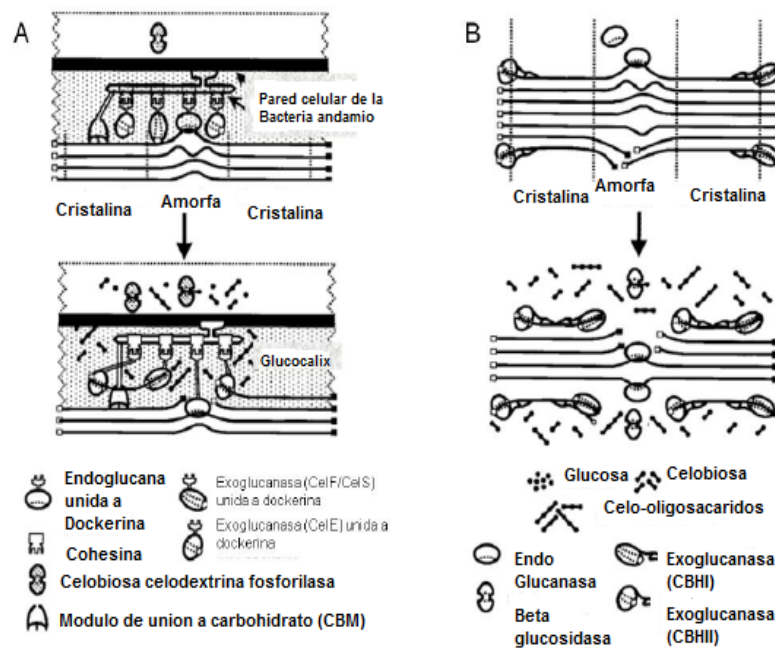 A
Pared celular de la
Bacteria andamio
Cristalina
Amorfa
Cristalina
Glucocalix
Endoglucana
unida a
Dockerina
Exoglucanasa (CelF/CelS)
unida a dockerina
Cohesina
Exoglucanasa (CelE) unida a
dockerina
Celobiosa celodextrina fosforilasa
Modulo de union a carbohidrato (CBM)
B
Cristalina
Amorfa
Cristalina
Glucosa
Celobiosa
Celo-oligosacaridos
Endo
Glucanasa
Exoglucanasa
(CBHI)
Beta
glucosidasa
Exoglucanasa
(CBHII)